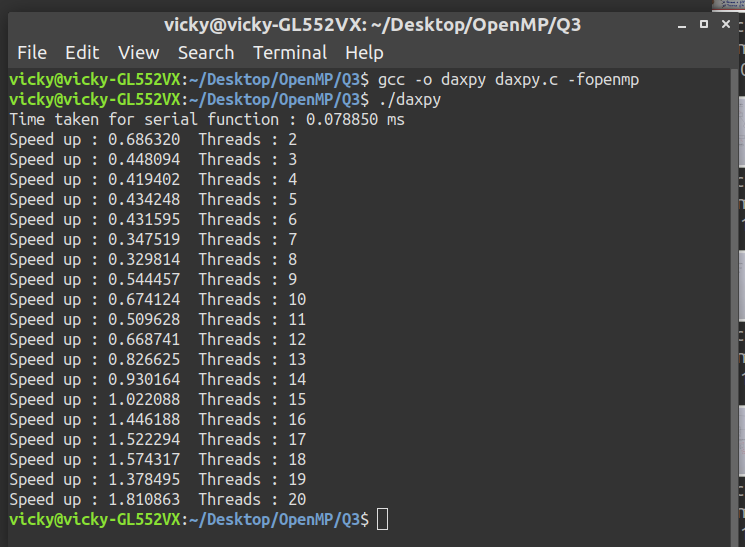 vicky@vicky-GL552VX: ~/Desktop/OpenMP/Q3
File Edit View Search Terminal Help
vicky@vicky-GL552VX:~/Desktop/OpenMP/Q3$ gcc -o daxpy daxpy.c -fopenmp
vicky@vicky-GL552VX:~/Desktop/OpenMP/Q3$ ./daxpy
Time taken for serial function : 0.078850 ms
Speed up : 0.686320  Threads : 2
Speed up : 0.448094  Threads : 3
Speed up : 0.419402  Threads : 4
Speed up : 0.434248  Threads : 5
Speed up : 0.431595  Threads : 6
Speed up : 0.347519  Threads : 7
Speed up : 0.329814  Threads : 8
Speed up : 0.544457  Threads : 9
Speed up : 0.674124  Threads : 10
Speed up : 0.509628  Threads : 11
Speed up : 0.668741  Threads : 12
Speed up : 0.826625  Threads : 13
Speed up : 0.930164  Threads : 14
Speed up : 1.022088  Threads : 15
Speed up : 1.446188  Threads : 16
Speed up : 1.522294  Threads : 17
Speed up : 1.574317  Threads : 18
Speed up : 1.378495  Threads : 19
Speed up : 1.810863  Threads : 20
vicky@vicky-GL552VX:~/Desktop/OpenMP/Q3$